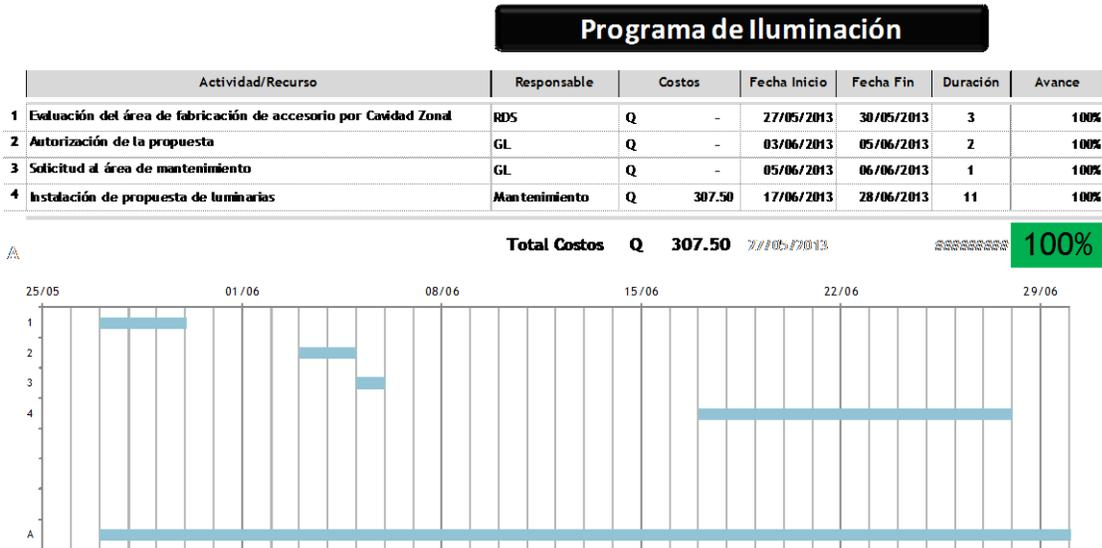 Programa de Iluminación
Actividad/Recurso Responsable Costos Fecha Inicio Fecha Fin Duración Avance
1 Evaluación del área de fabricación de accesorio por Cavidad Zonal RDS Q - 27/05/2013 30/05/2013 3 100%
2 Autorización de la propuesta GL Q - 03/06/2013 05/06/2013 2 100%
3 Solicitud al área de mantenimiento GL Q - 05/06/2013 06/06/2013 1 100%
4 Instalación de propuesta de luminarias Mantenimiento Q 307.50 17/06/2013 28/06/2013 11 100%
A Total Costos Q 307.50 27/05/2013 ######### 100%
25/05 01/06 08/06 15/06 22/06 29/06
1
2
3
4
A